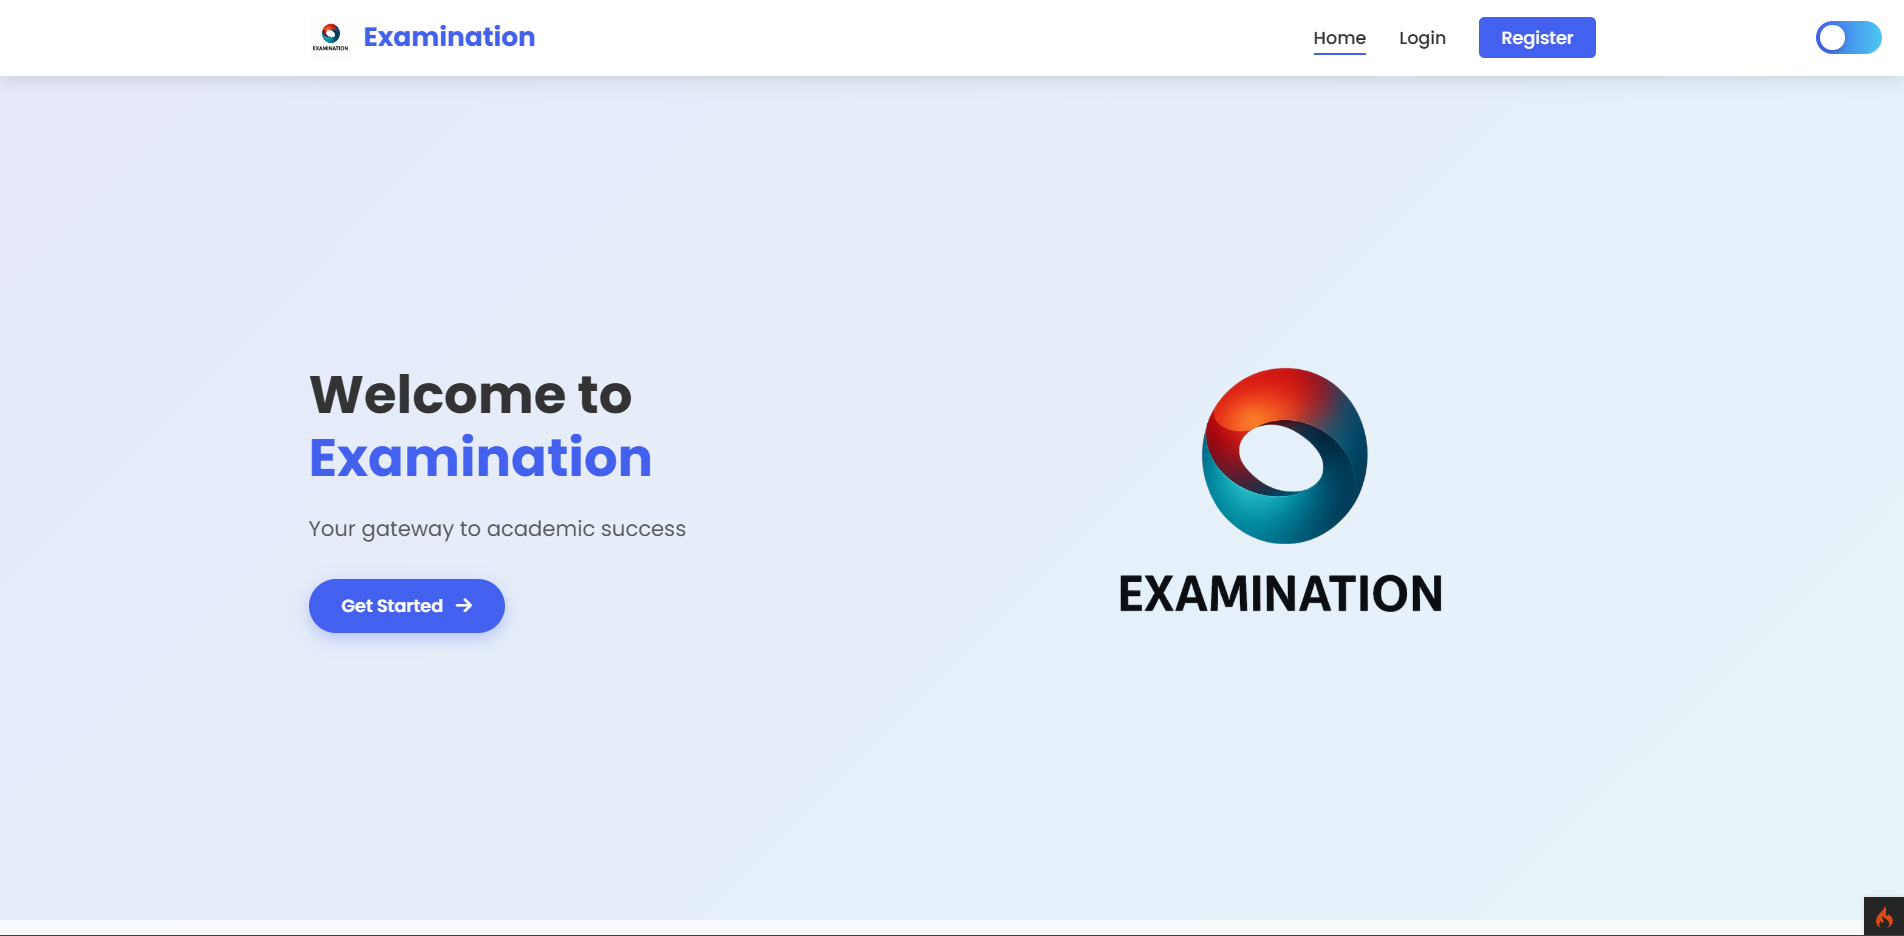 EXAMINATION
Examination
Home
Login
Register
Welcome to
Examination
Your gateway to academic success
Get Started
EXAMINATION